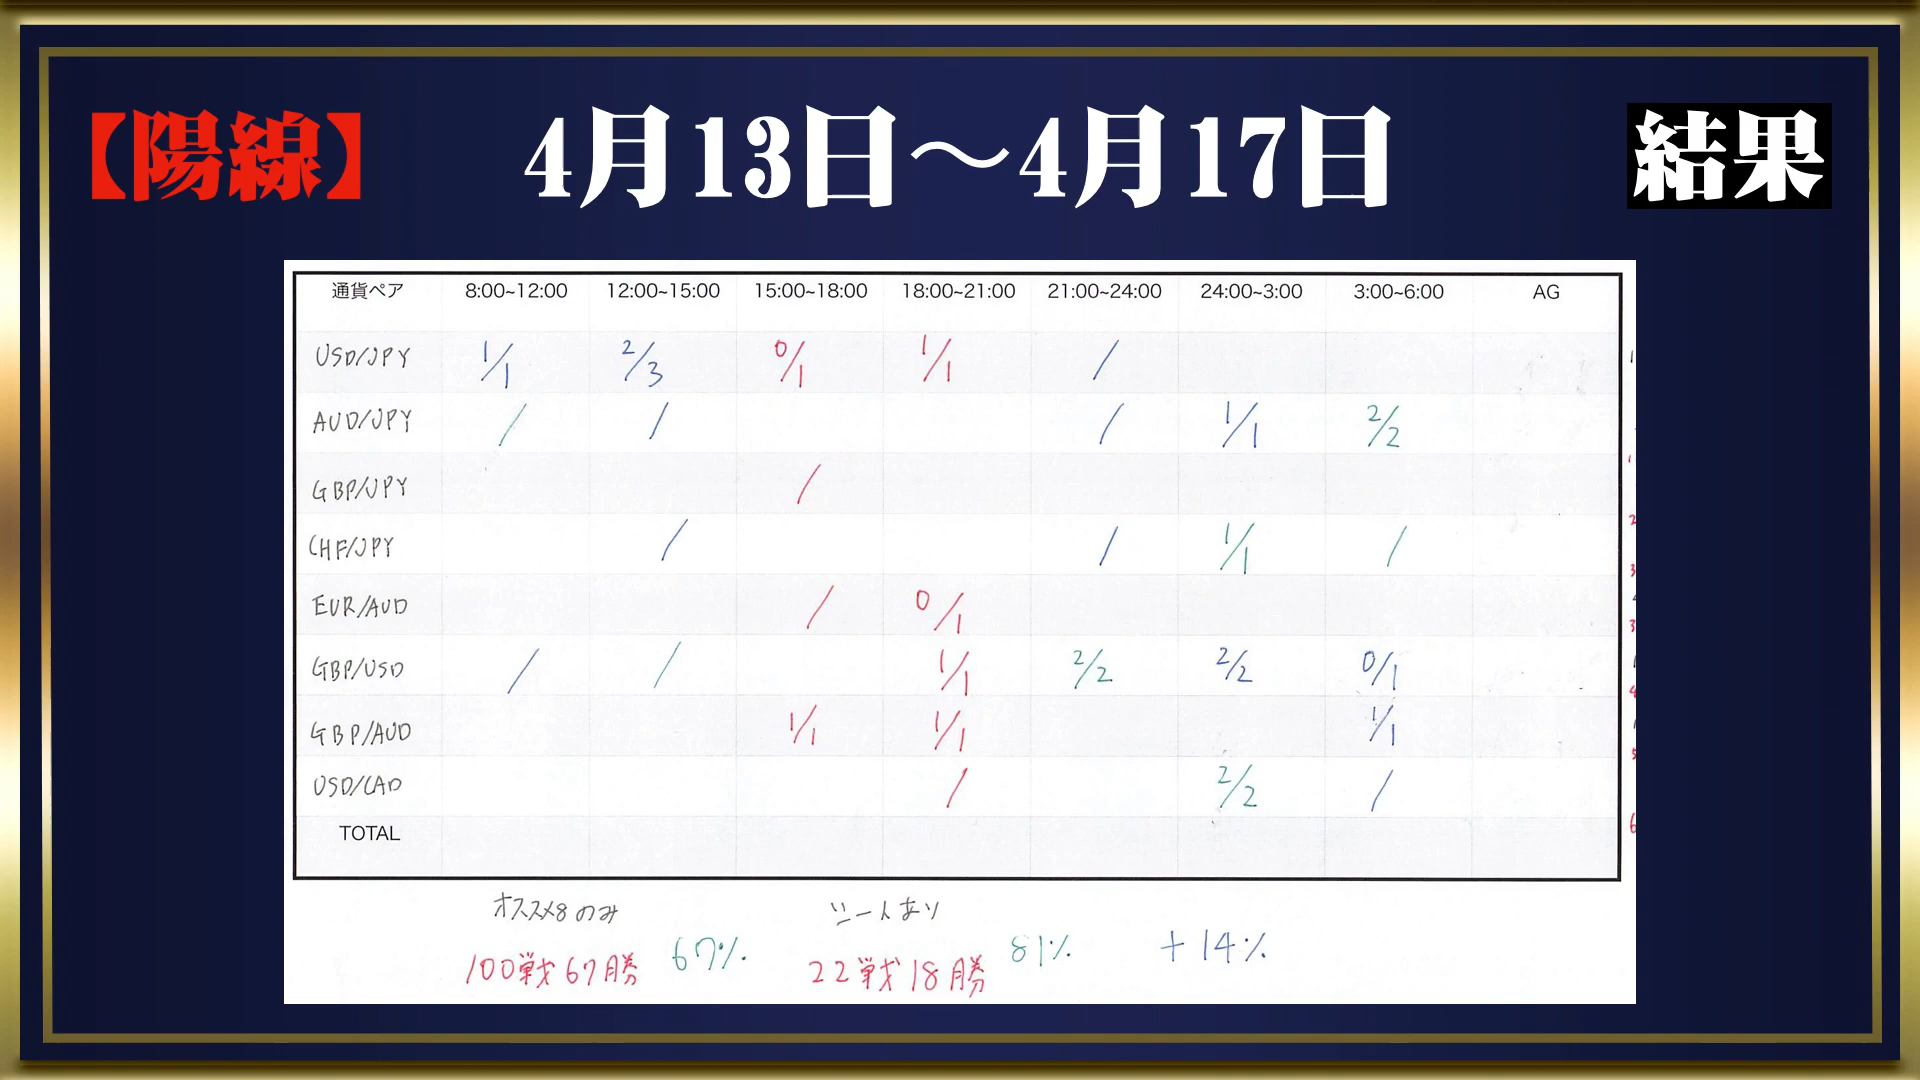 【陽線】 4月13日～4月17日 結果
通貨ペア 8:00~12:00 12:00~15:00 15:00~18:00 18:00~21:00 21:00~24:00 24:00~3:00 3:00~6:00 AG
USD/JPY 1/1 2/3 0/1 1/1 /
AUD/JPY / / / 1/1 2/2
GBP/JPY /
CHF/JPY / / 1/1 /
EUR/AUD / 0/1
GBP/USD / / 1/1 2/2 2/2 0/1
GBP/AUD 1/1 1/1 1/1
USD/CAD / 2/2 /
TOTAL
オススメ8のみ シートあり
100戦67勝 67% 22戦18勝 81% +14%